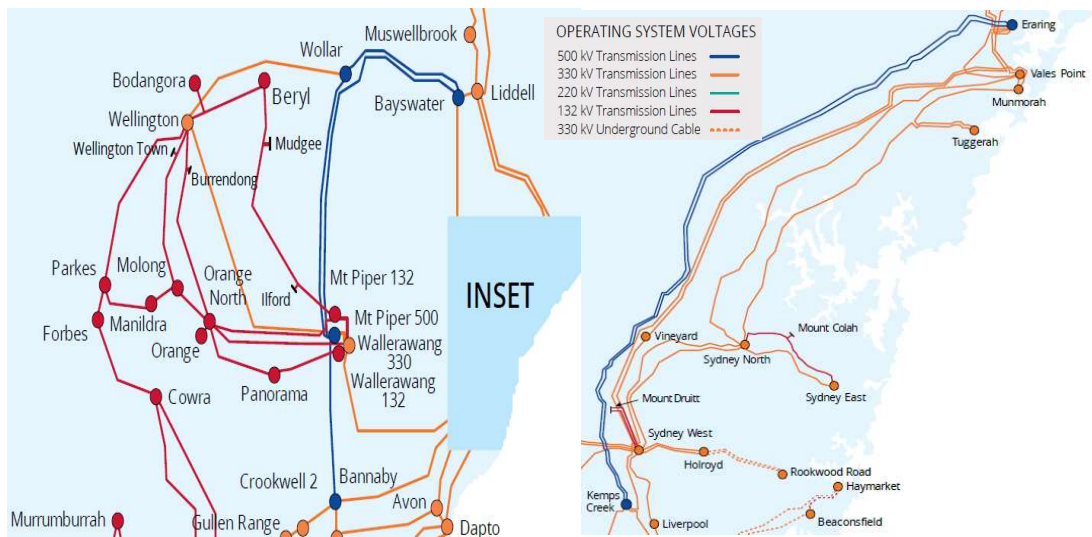 OPERATING SYSTEM VOLTAGES
500 kV Transmission Lines
330 kV Transmission Lines
220 kV Transmission Lines
132 kV Transmission Lines
330 kV Underground Cable
Muswellbrook
Wollar
Bodangora
Beryl
Bayswater
Liddell
Wellington
Wellington Town
Mudgee
Burrendong
Parkes
Molong
Orange
North
Ilford
Mt Piper 132
INSET
Mt Piper 500
Forbes
Manildra
Orange
Wallerawang
330
Wallerawang
132
Panorama
Cowra
Crookwell 2
Bannaby
Avon
Murrumburrah
Gullen Range
Dapto
Eraring
Vales Point
Munmorah
Tuggerah
Vineyard
Mount Colah
Sydney North
Sydney East
Mount Druitt
Sydney West
Holroyd
Rookwood Road
Haymarket
Kemps
Creek
Liverpool
Beaconsfield